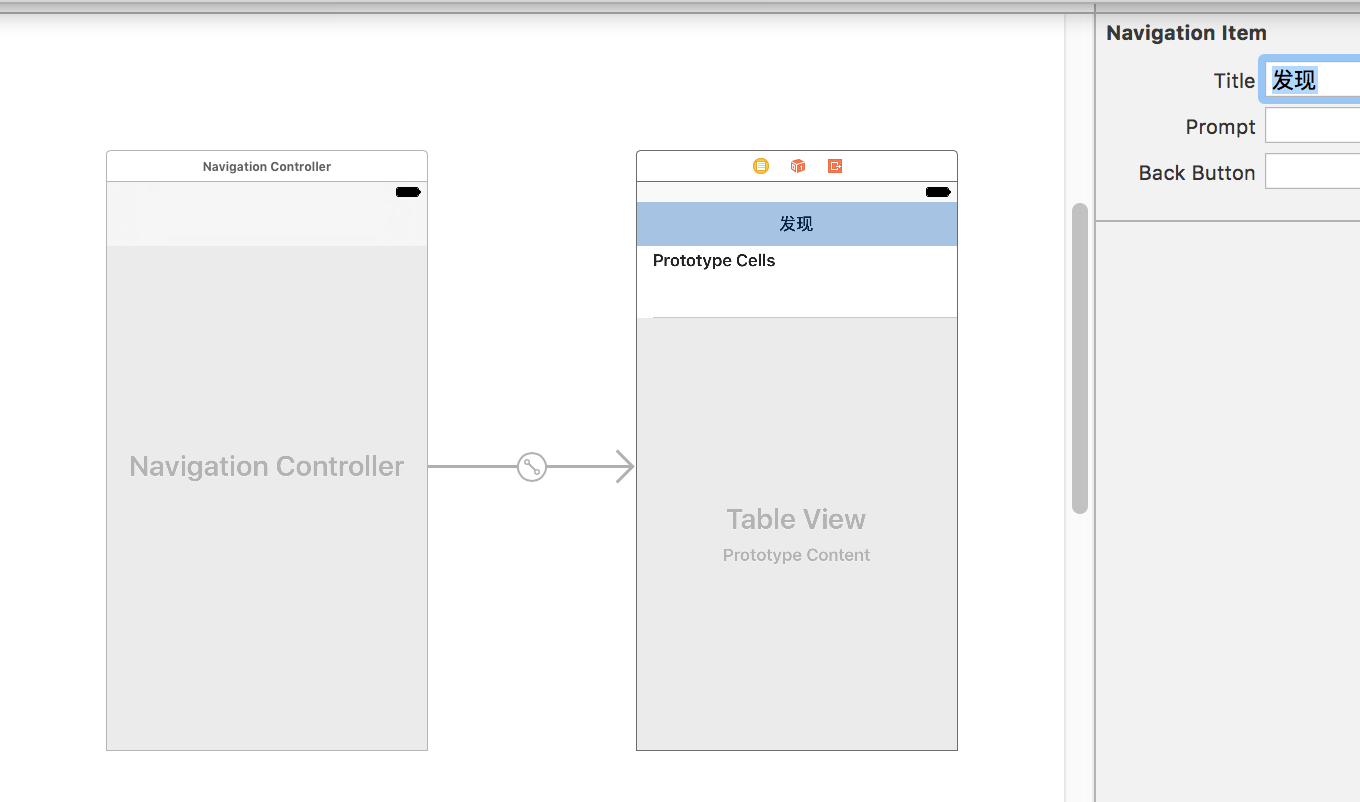 Navigation Item
Title 发现
Prompt
Back Button
Navigation Controller
发现
Prototype Cells
Navigation Controller
Table View
Prototype Content